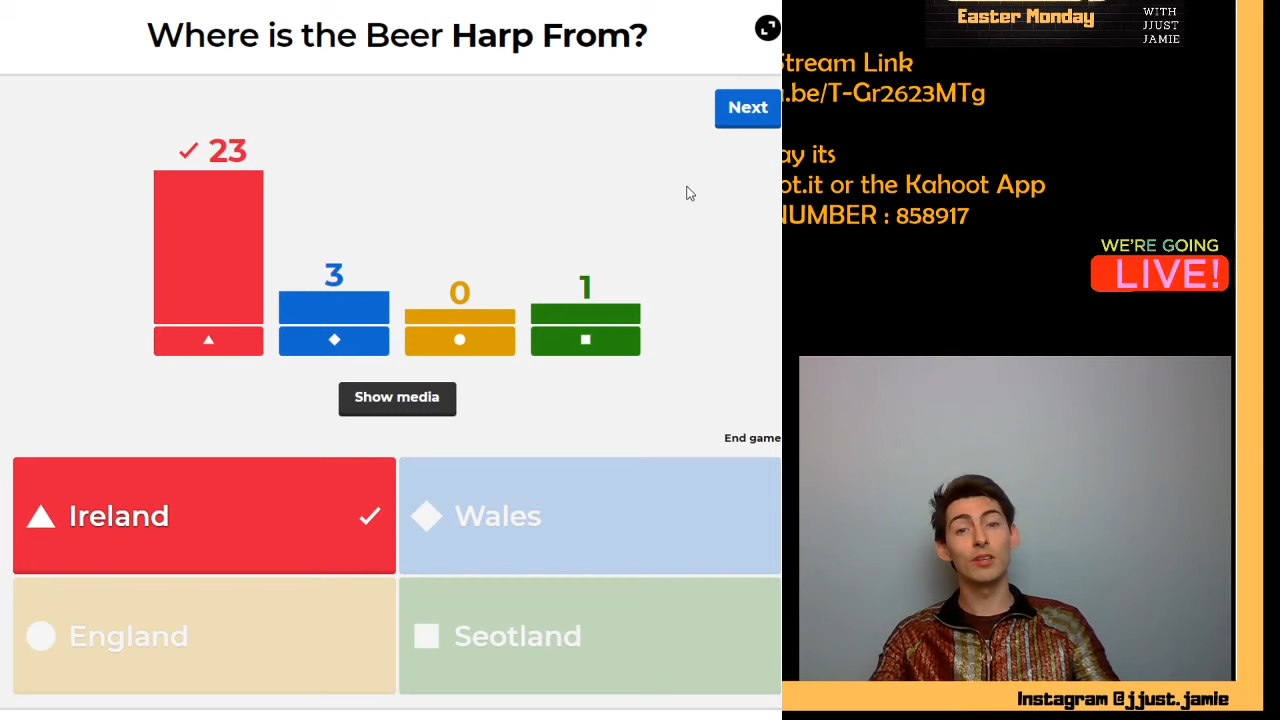 Where is the Beer Harp From?
Next
23
3
0
1
Show media
End game
Ireland
Wales
England
Seotland
Easter Monday
WITH
JJUST
JAMIE
Stream Link
.be/T-Gr2623MTg
ay its
ot.it or the Kahoot App
NUMBER : 858917
WE'RE GOING
LIVE!
Instagram @jjust.jamie